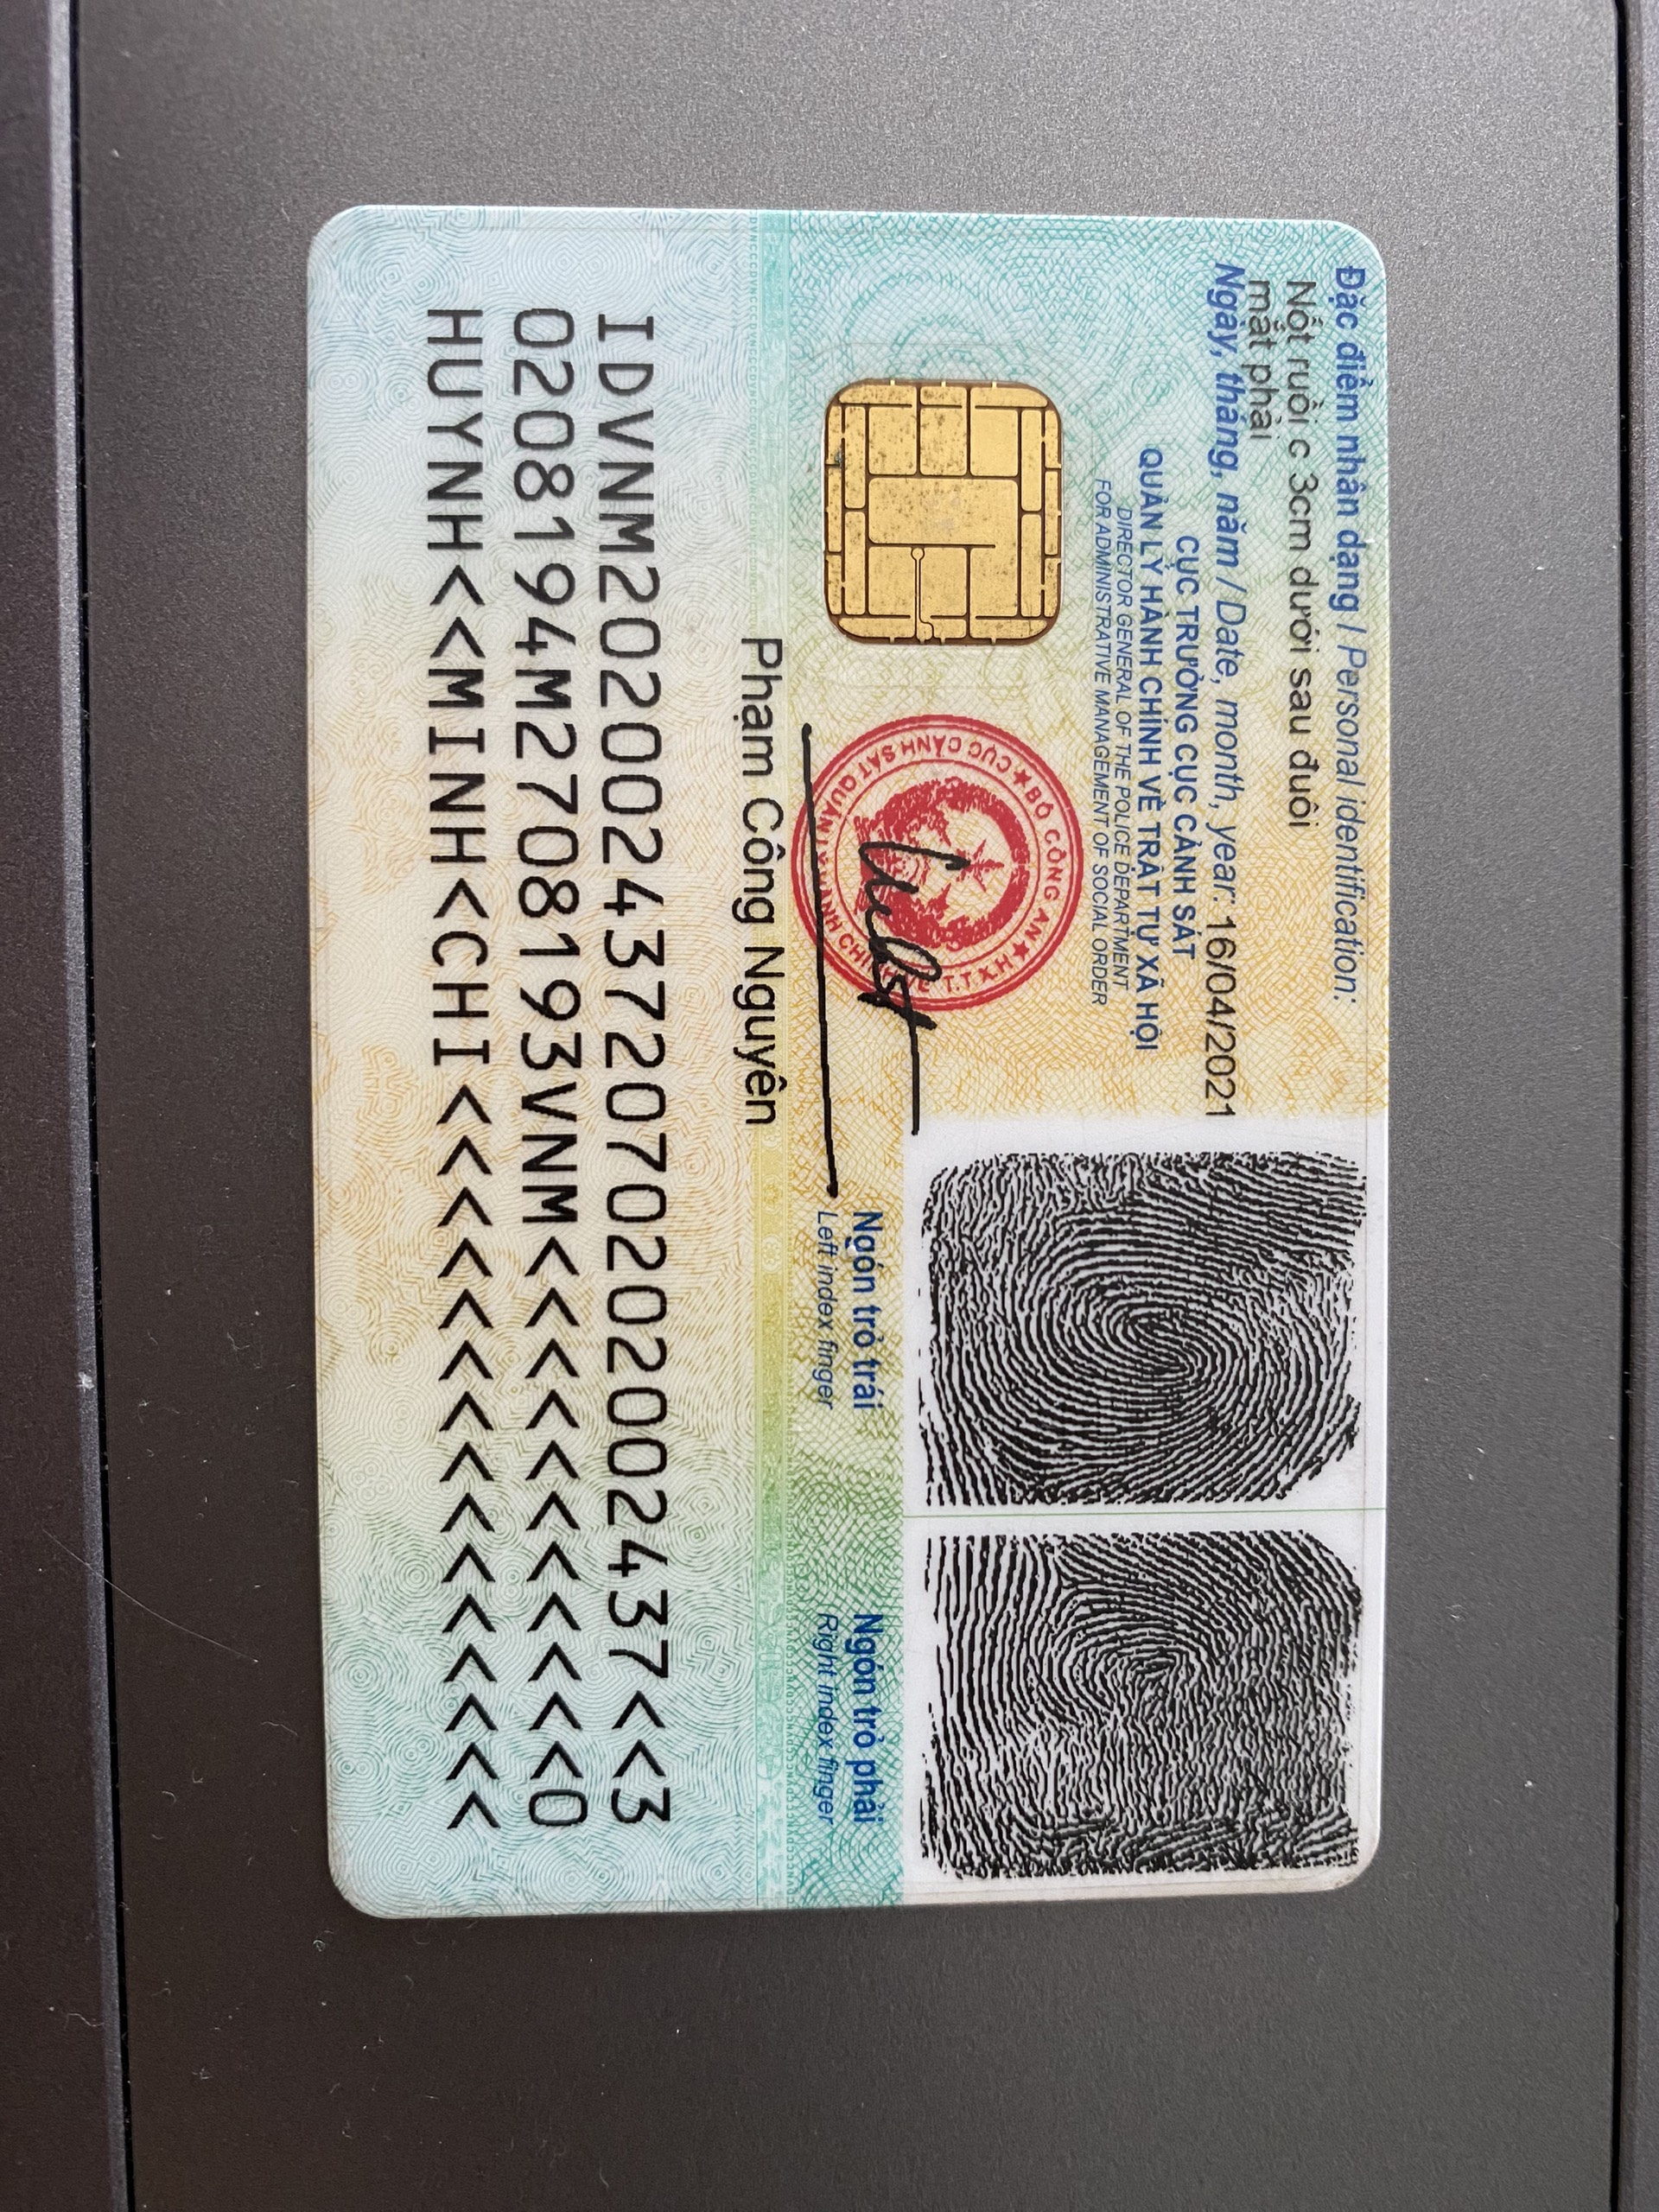 Đặc điểm nhân dạng / Personal identification:
Nốt ruồi c 3cm dưới sau đuôi
mắt phải
Ngày, tháng, năm / Date, month, year: 16/04/2021
CỤC TRƯỞNG CỤC CẢNH SÁT
QUẢN LÝ HÀNH CHÍNH VỀ TRẬT TỰ XÃ HỘI
DIRECTOR GENERAL OF THE POLICE DEPARTMENT
FOR ADMINISTRATIVE MANAGEMENT OF SOCIAL ORDER
BỘ CÔNG AN
CỤC CẢNH SÁT QUẢN LÝ HÀNH CHÍNH
Ngón trỏ trái
Left index finger
Ngón trỏ phải
Right index finger
Phạm Công Nguyên
IDVNM2020024372070202002437<<3
0208194M2708193VNM<<<<<<<<<<<0
HUYNH<<MINH<CHI<<<<<<<<<<<<<<<